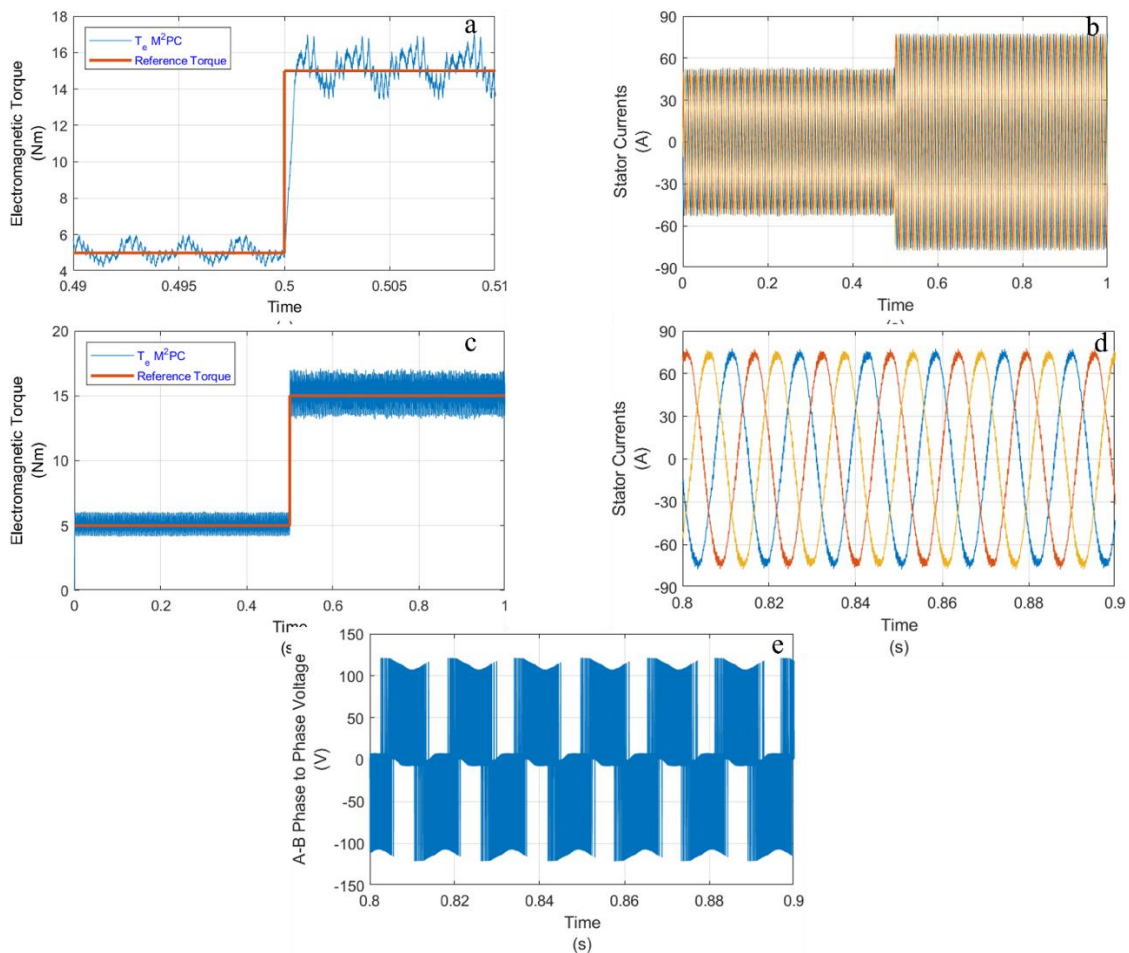 a
T_e M²PC
Reference Torque
Electromagnetic Torque
(Nm)
18
16
14
12
10
8
6
4
0.49
0.495
0.5
0.505
0.51
Time
b
Stator Currents
(A)
90
60
30
0
-30
-60
-90
0
0.2
0.4
0.6
0.8
1
Time
c
T_e M²PC
Reference Torque
Electromagnetic Torque
(Nm)
20
15
10
5
0
0
0.2
0.4
0.6
0.8
1
Time
d
Stator Currents
(A)
90
60
30
0
-30
-60
-90
0.8
0.82
0.84
0.86
0.88
0.9
Time
(s)
e
A-B Phase to Phase Voltage
(V)
150
100
50
0
-50
-100
-150
0.8
0.82
0.84
0.86
0.88
0.9
Time
(s)